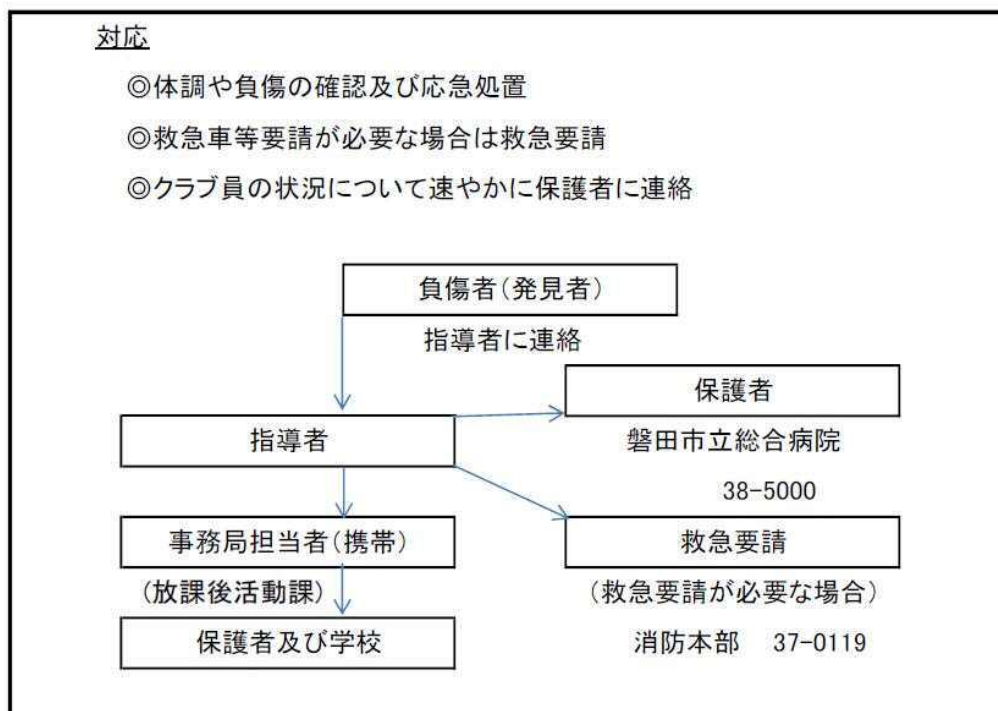 対応
◎体調や負傷の確認及び応急処置
◎救急車等要請が必要な場合は救急要請
◎クラブ員の状況について速やかに保護者に連絡
負傷者(発見者)
指導者に連絡
保護者
指導者
磐田市立総合病院
38-5000
事務局担当者(携帯)
救急要請
(放課後活動課)
(救急要請が必要な場合)
保護者及び学校
消防本部 37-0119